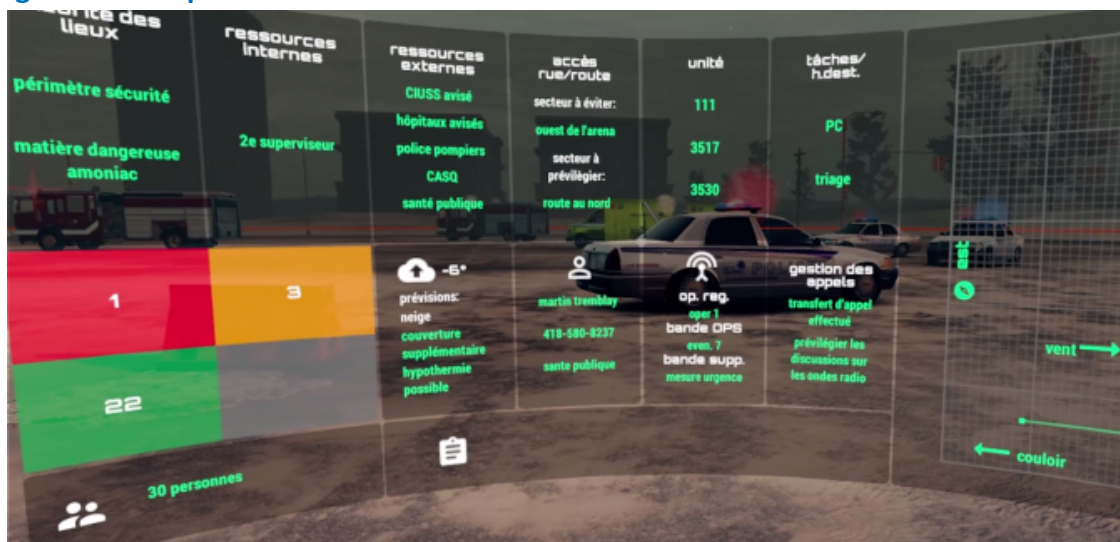 des
lieux
périmètre sécurité
matière dangereuse
amoniac
ressources
internes
2e superviseur
ressources
externes
CIUSS avisé
hôpitaux avisés
police pompiers
CASQ
santé publique
accès
rue/route
secteur à éviter:
ouest de l'arena
secteur à
prévilègier:
route au nord
unité
111
3517
3530
tâches/
h.dest.
PC
triage
1
3
22
30 personnes
-6°
prévisions:
neige
couverture
supplémentaire
hypothermie
possible
martin tremblay
418-580-8237
sante publique
op. reg.
oper 1
bande OPS
even. 7
bande supp.
mesure urgence
gestion des
appels
transfert d'appel
effectué
prévilégier les
discussions sur
les ondes radio
est
vent
couloir